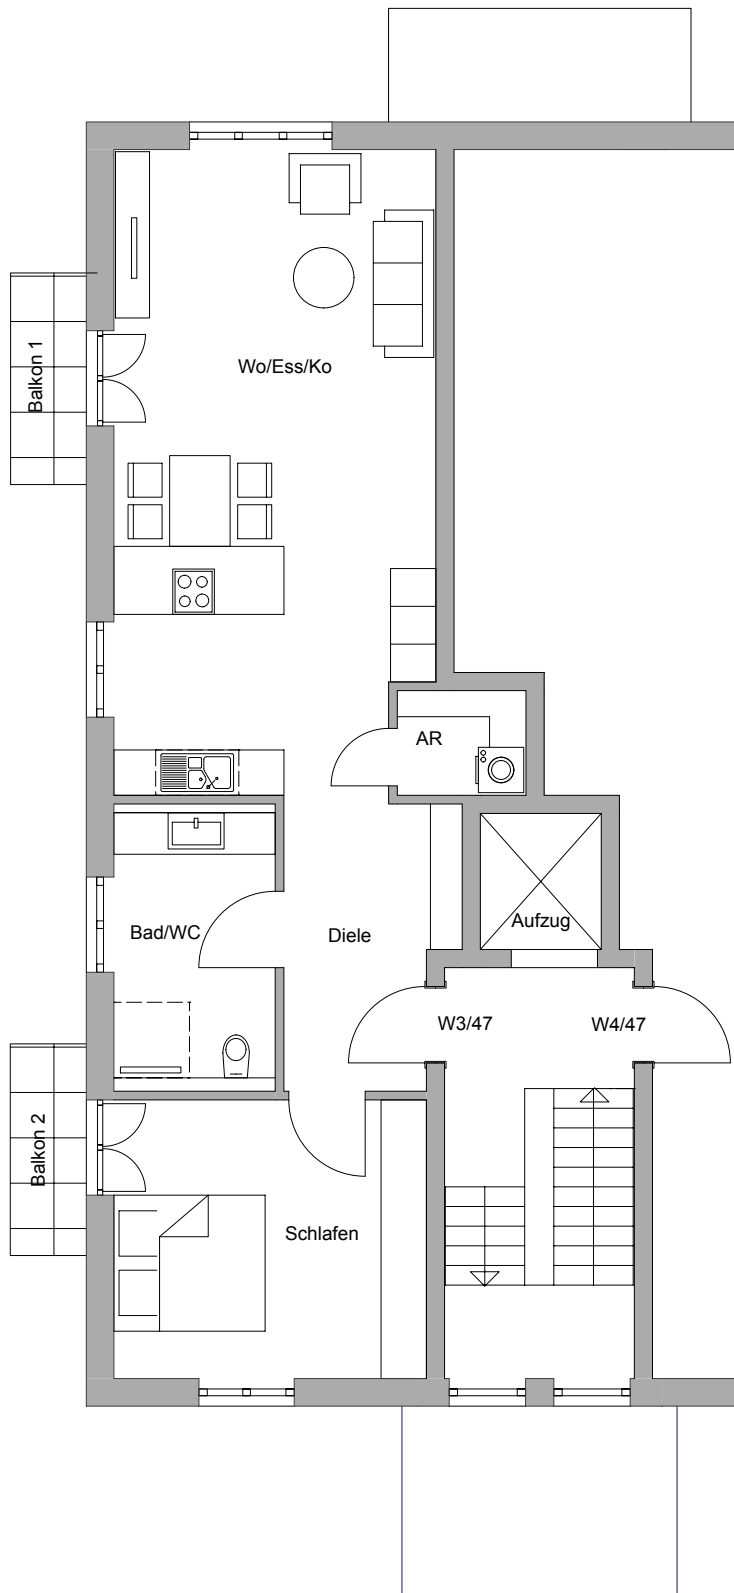 Wo/Ess/Ko
Balkon 1
AR
Aufzug
Bad/WC
Diele
W3/47
W4/47
Balkon 2
Schlafen